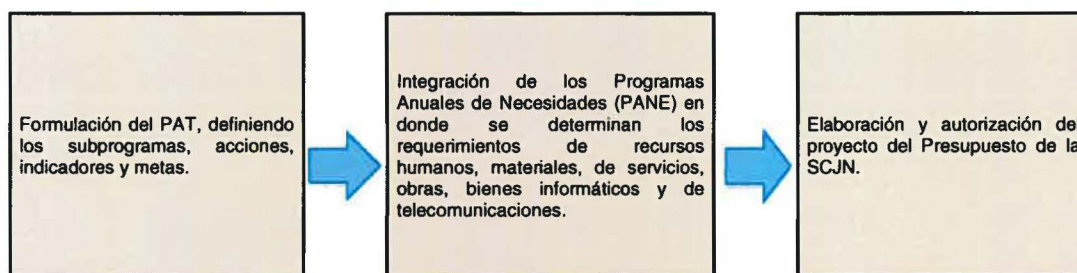 Formulación del PAT, definiendo
los subprogramas, acciones,
indicadores y metas.
Integración de los Programas
Anuales de Necesidades (PANE) en
donde se determinan los
requerimientos de recursos
humanos, materiales, de servicios,
obras, bienes informáticos y de
telecomunicaciones.
Elaboración y autorización de
proyecto del Presupuesto de la
SCJN.